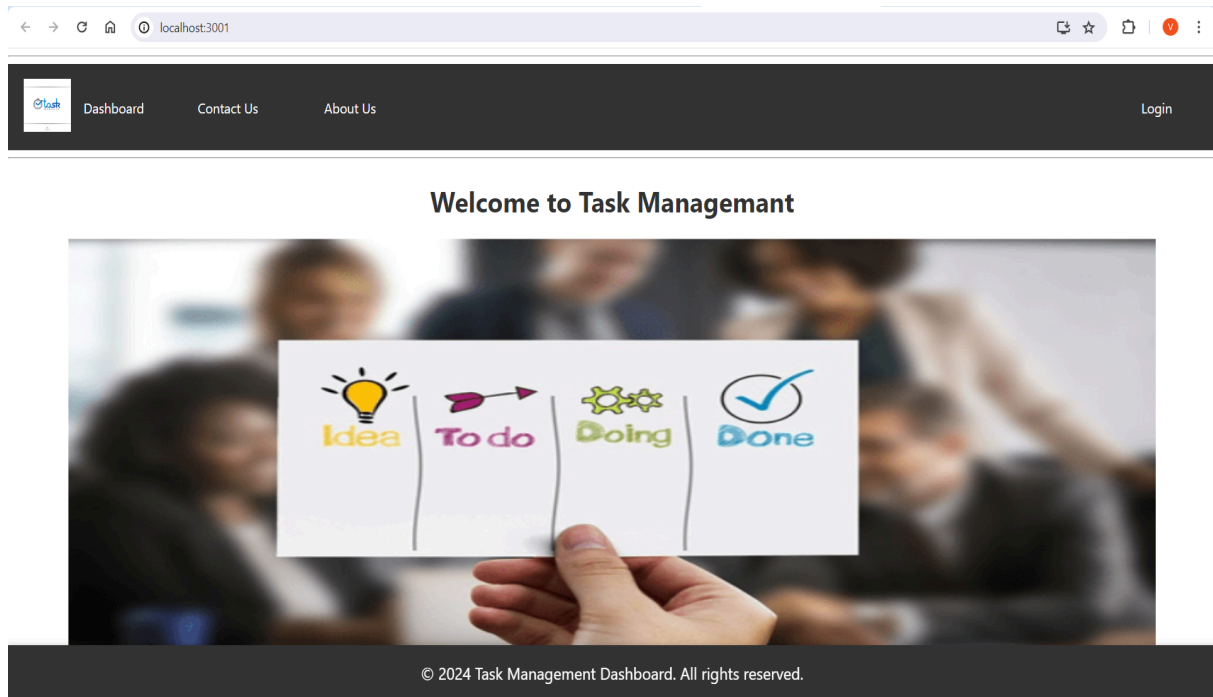 localhost:3001
V
task
Dashboard
Contact Us
About Us
Login
Welcome to Task Managemant
Idea
To do
Doing
Done
© 2024 Task Management Dashboard. All rights reserved.